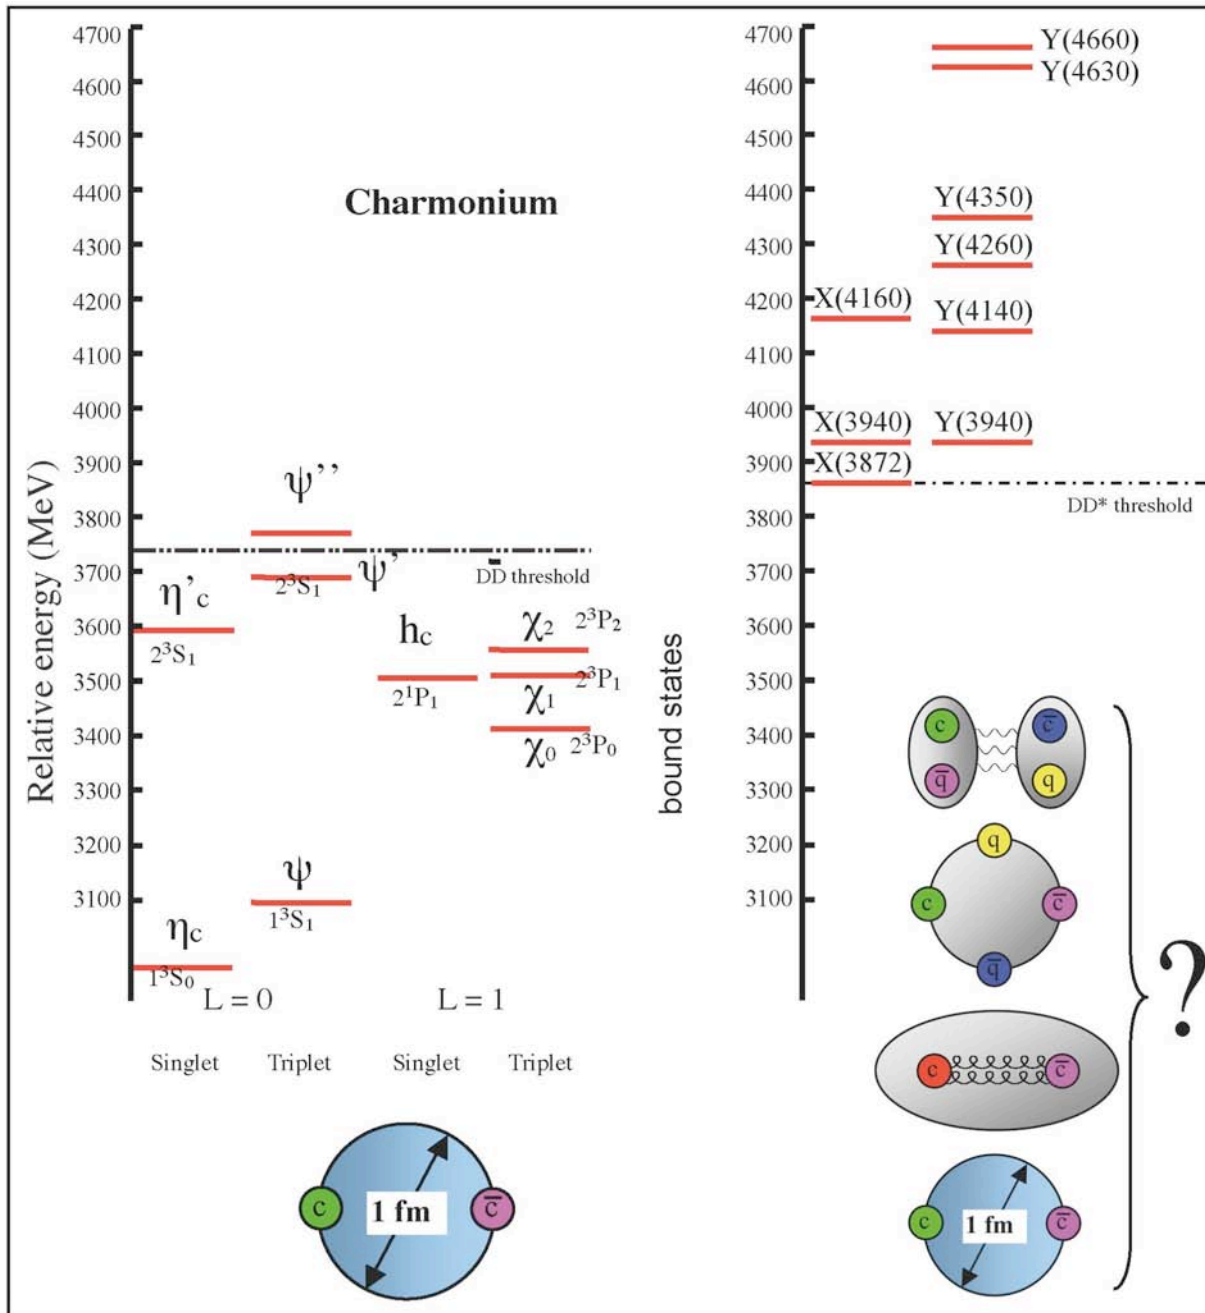 4700
4600
4500
4400
4300
4200
4100
4000
3900
3800
3700
3600
3500
3400
3300
3200
3100
Relative energy (MeV)
Charmonium
ψ’’
ψ'
2³S₁
DD̄ threshold
η’c
2³S₁
hc
2¹P₁
χ₂ 2³P₂
2³P₁
χ₁
χ₀ 2³P₀
ψ
1³S₁
ηc
1³S₀
L = 0
L = 1
Singlet
Triplet
Singlet
Triplet
c
1 fm
c̄
bound states
4700
4600
4500
4400
4300
4200
4100
4000
3900
3800
3700
3600
3500
3400
3300
3200
3100
Y(4660)
Y(4630)
Y(4350)
Y(4260)
X(4160)
Y(4140)
X(3940)
Y(3940)
X(3872)
DD* threshold
c
c̄
q̄
q
q
c
c̄
q̄
c
c̄
c
1 fm
c̄
?